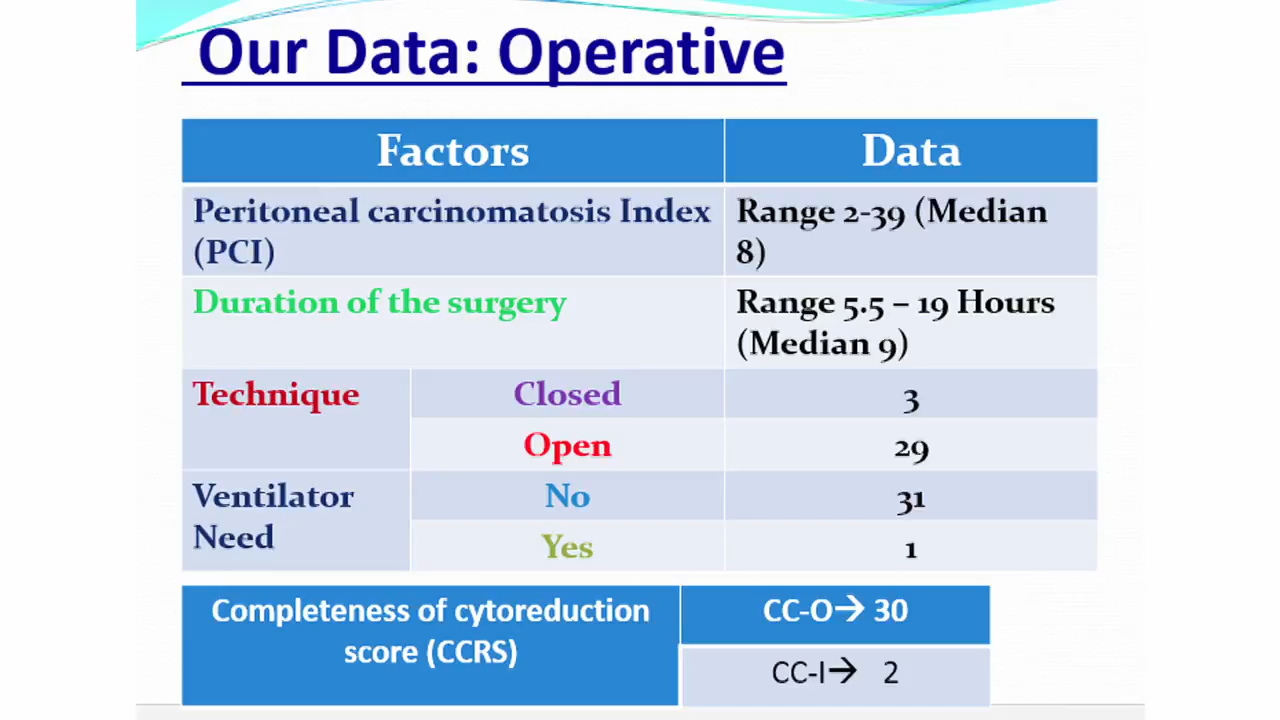 Our Data: Operative
Factors Data
Peritoneal carcinomatosis Index Range 2-39 (Median
(PCI) 8)
Duration of the surgery Range 5.5 – 19 Hours
(Median 9)
Technique Closed 3
Open 29
Ventilator No 31
Need
Yes 1
Completeness of cytoreduction CC-O→ 30
score (CCRS)
CC-I→ 2